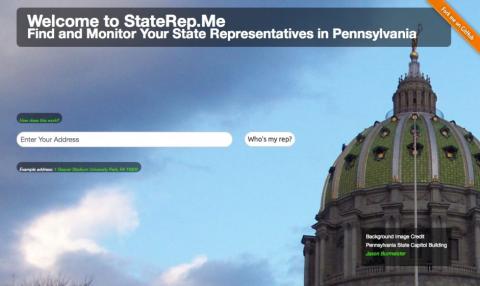 Welcome to StateRep.Me
Find and Monitor Your State Representatives in Pennsylvania
Fork me on GitHub
How does this work?
Enter Your Address
Who's my rep?
Example address: 1 Beaver Stadium University Park, PA 16802
Background Image Credit
Pennsylvania State Capitol Building
Jason Burmeister